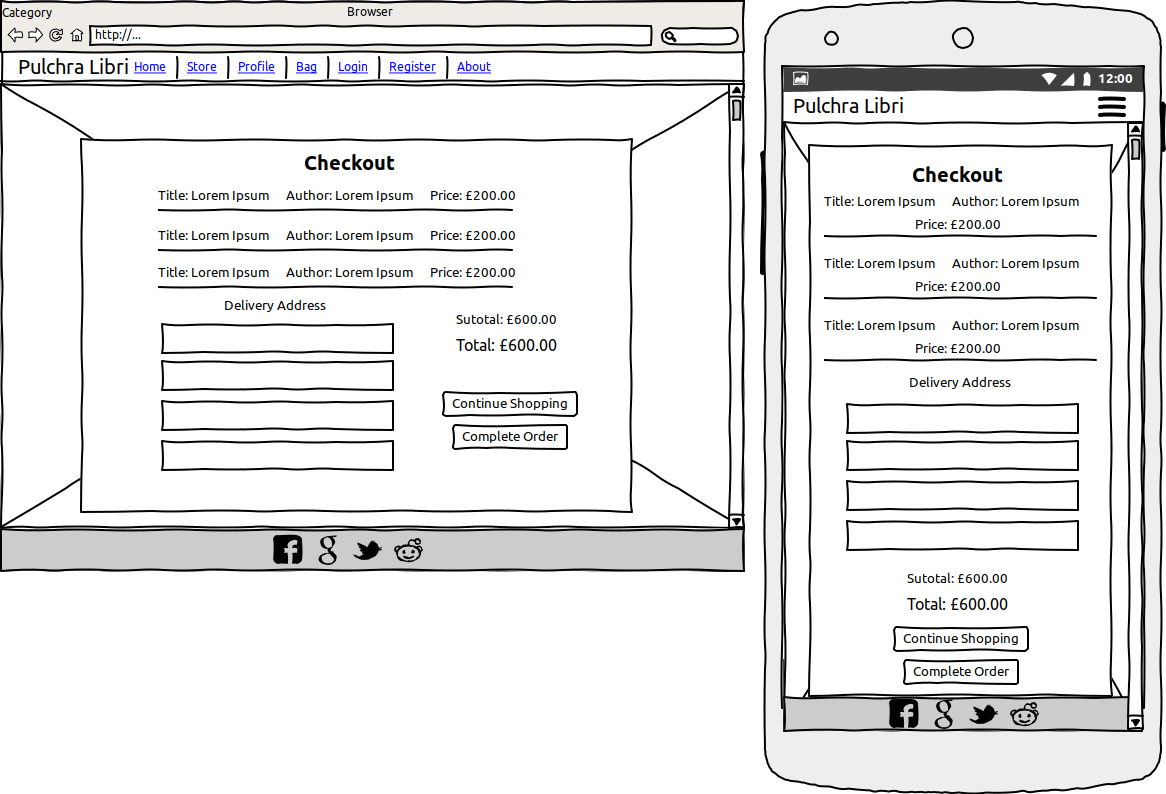 Category
Browser
http://...
Pulchra Libri Home Store Profile Bag Login Register About
Checkout
Title: Lorem Ipsum Author: Lorem Ipsum Price: £200.00
Title: Lorem Ipsum Author: Lorem Ipsum Price: £200.00
Title: Lorem Ipsum Author: Lorem Ipsum Price: £200.00
Delivery Address
Sutotal: £600.00
Total: £600.00
Continue Shopping
Complete Order
12:00
Pulchra Libri
Checkout
Title: Lorem Ipsum Author: Lorem Ipsum
Price: £200.00
Title: Lorem Ipsum Author: Lorem Ipsum
Price: £200.00
Title: Lorem Ipsum Author: Lorem Ipsum
Price: £200.00
Delivery Address
Sutotal: £600.00
Total: £600.00
Continue Shopping
Complete Order